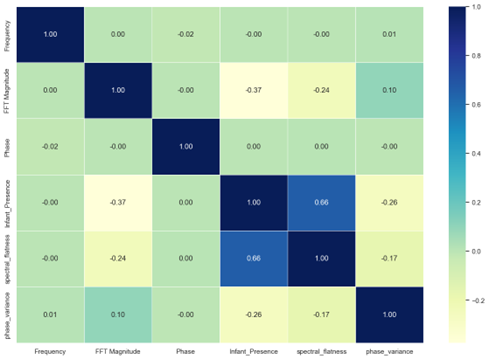 Frequency 1.00 0.00 -0.02 -0.00 -0.00 0.01
FFT Magnitude 0.00 1.00 -0.00 -0.37 -0.24 0.10
Phase -0.02 -0.00 1.00 0.00 0.00 -0.00
Infant_Presence -0.00 -0.37 0.00 1.00 0.66 -0.26
spectral_flatness -0.00 -0.24 0.00 0.66 1.00 -0.17
phase_variance 0.01 0.10 -0.00 -0.26 -0.17 1.00
Frequency FFT Magnitude Phase Infant_Presence spectral_flatness phase_variance
1.0
0.8
0.6
0.4
0.2
0.0
-0.2